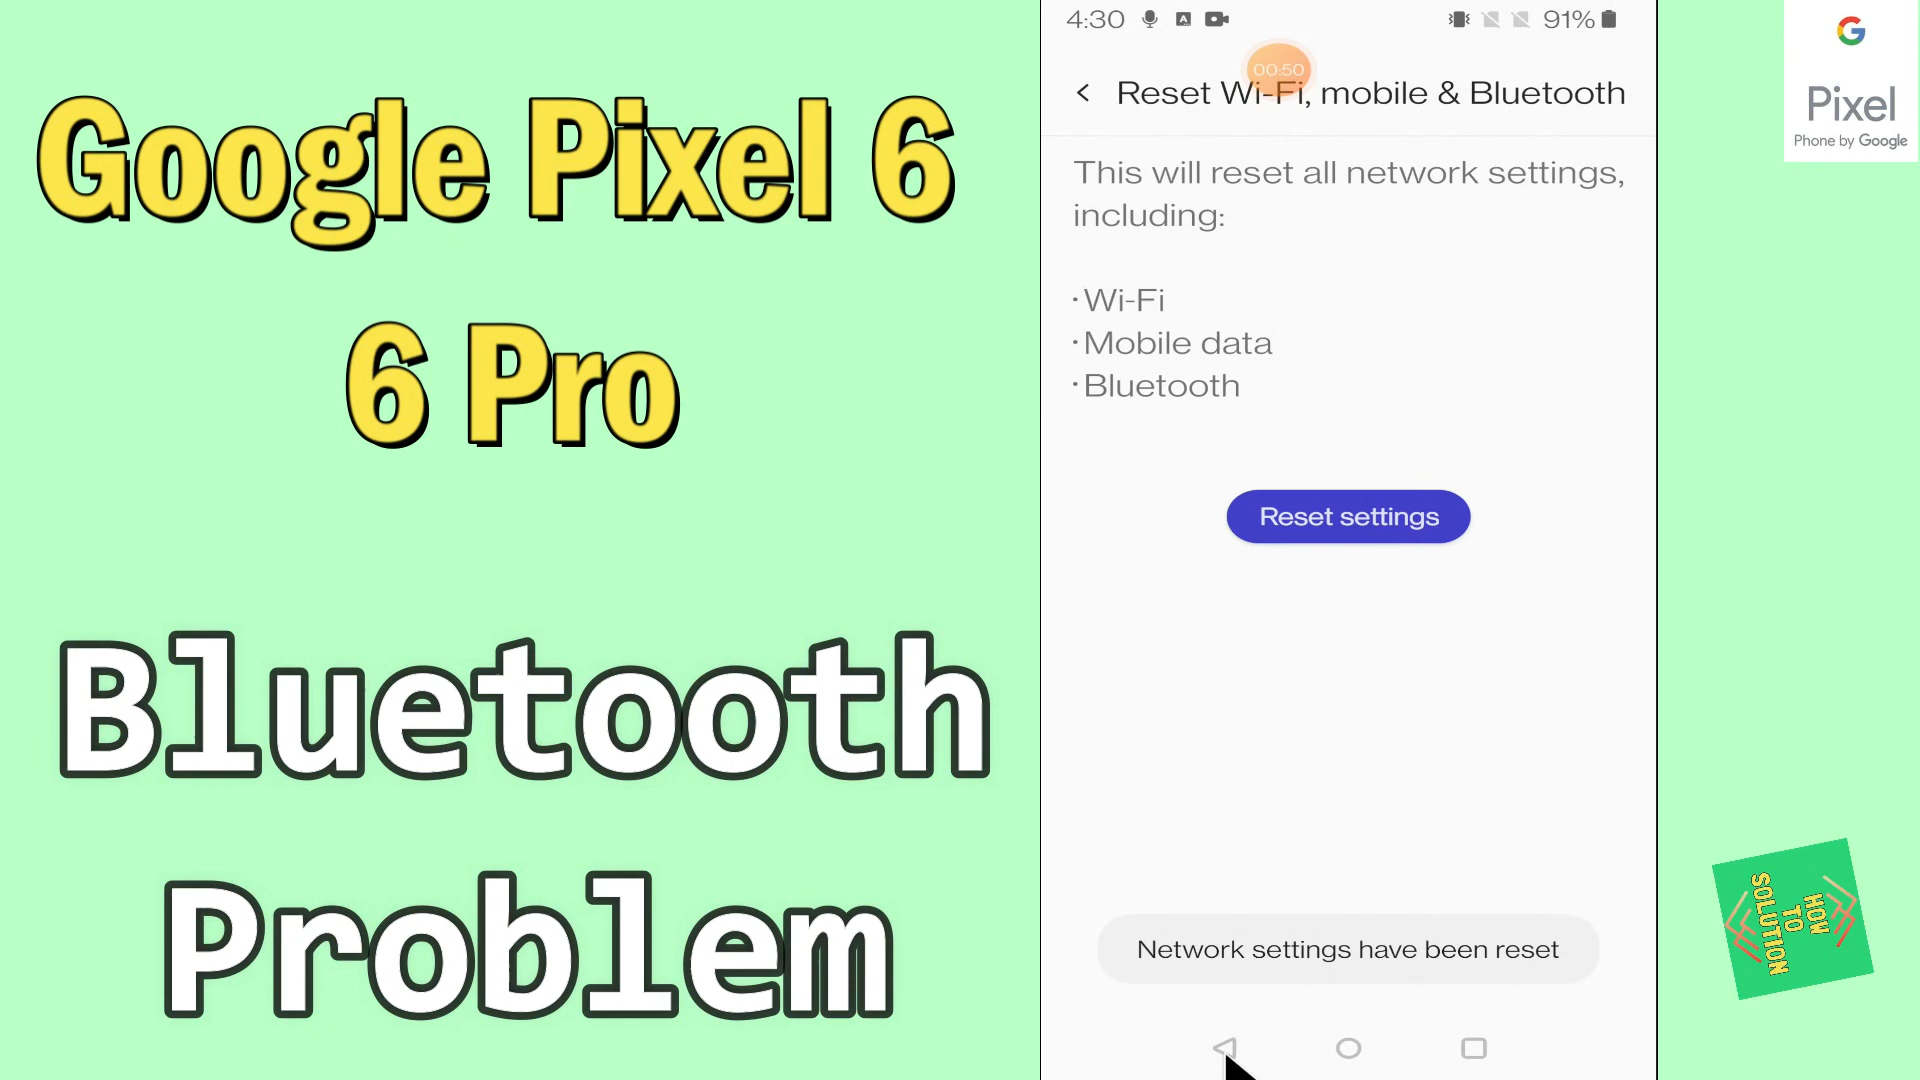 Google Pixel 6
6 Pro
Bluetooth
Problem
4:30
A
91%
00:50
Reset Wi-Fi, mobile & Bluetooth
This will reset all network settings,
including:
· Wi-Fi
· Mobile data
· Bluetooth
Reset settings
Network settings have been reset
G
Pixel
Phone by Google
HOW
TO
SOLUTION